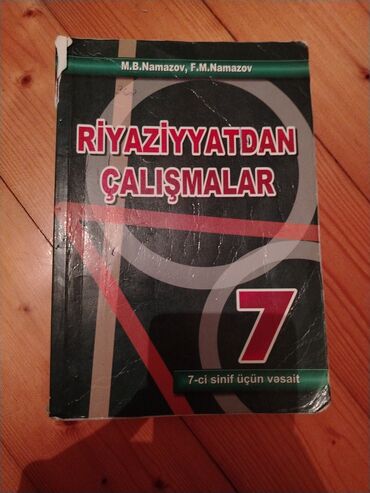 M.B.Namazov, F.M.Namazov
RİYAZİYYATDAN
ÇALIŞMALAR
7
7-ci sinif üçün vəsait